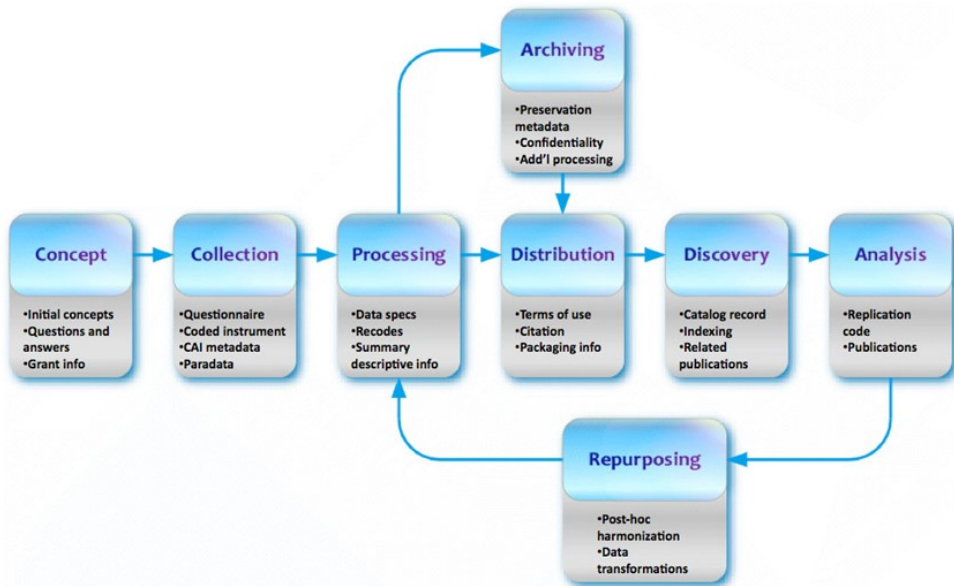 Archiving
•Preservation
metadata
•Confidentiality
•Add'l processing
Concept
•Initial concepts
•Questions and
answers
•Grant info
Collection
•Questionnaire
•Coded instrument
•CAI metadata
•Paradata
Processing
•Data specs
•Recodes
•Summary
descriptive info
Distribution
•Terms of use
•Citation
•Packaging info
Discovery
•Catalog record
•Indexing
•Related
publications
Analysis
•Replication
code
•Publications
Repurposing
•Post-hoc
harmonization
•Data
transformations